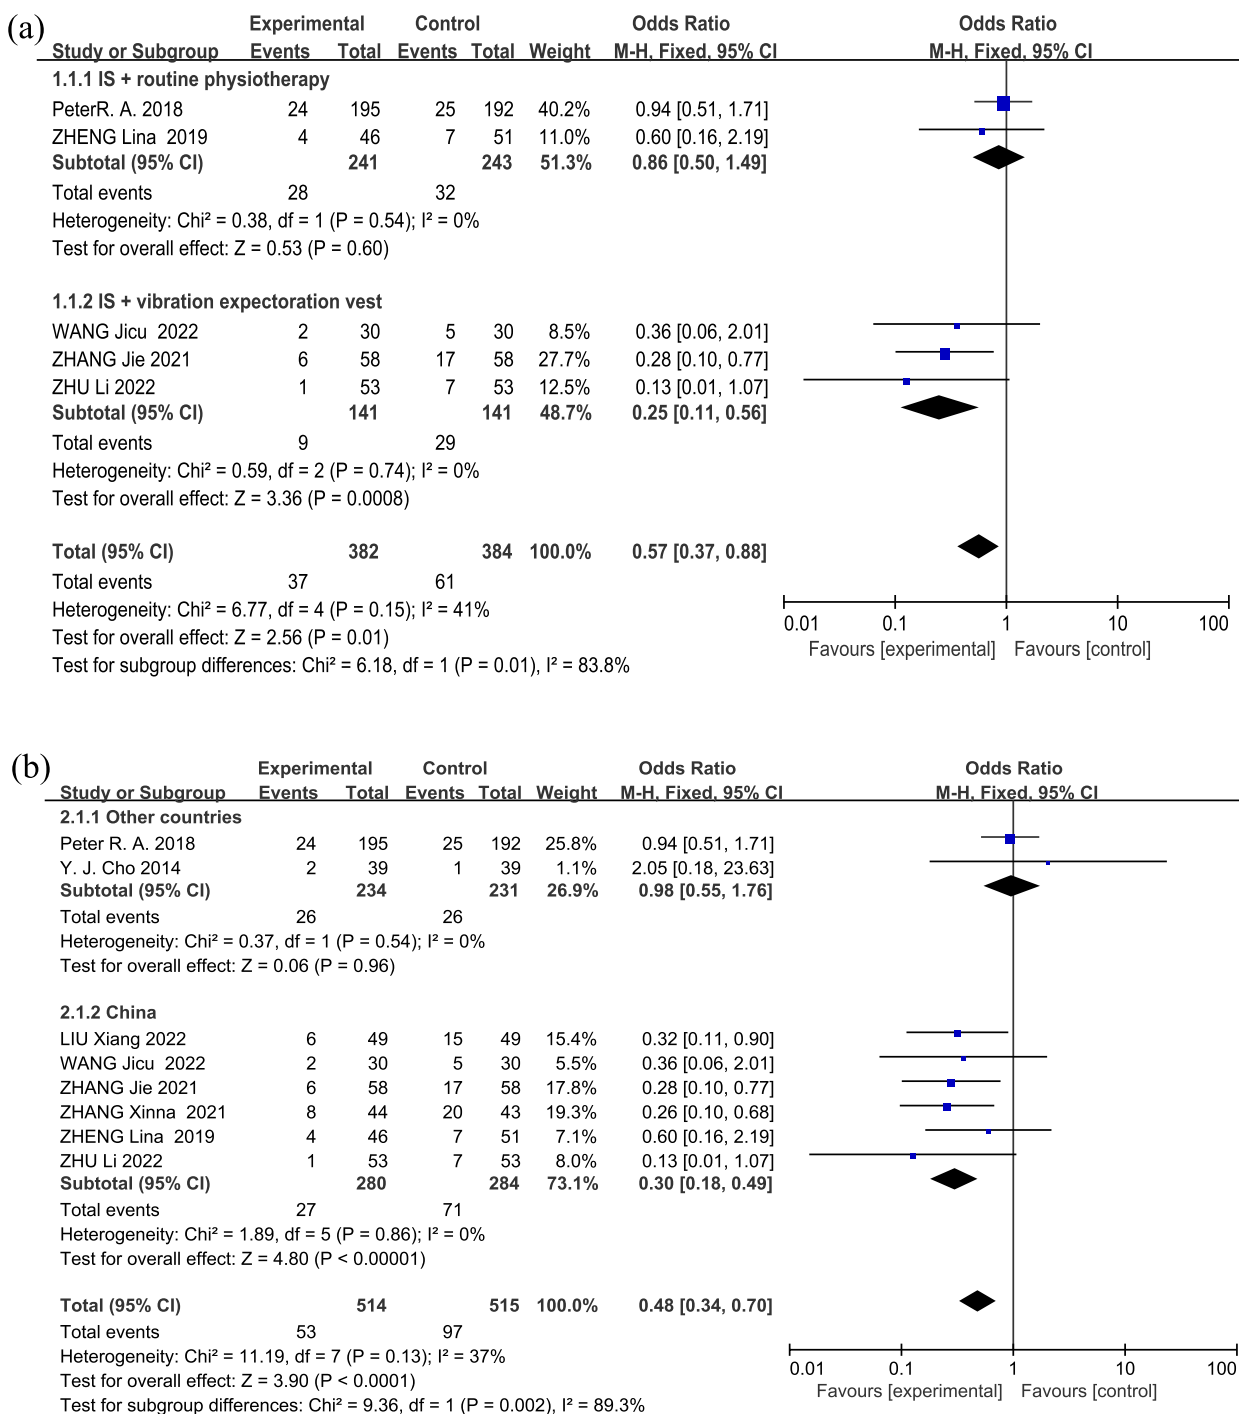 (a)
Experimental Control Odds Ratio Odds Ratio
Study or Subgroup Events Total Events Total Weight M-H, Fixed, 95% CI M-H, Fixed, 95% CI
1.1.1 IS + routine physiotherapy
PeterR. A. 2018 24 195 25 192 40.2% 0.94 [0.51, 1.71]
ZHENG Lina 2019 4 46 7 51 11.0% 0.60 [0.16, 2.19]
Subtotal (95% CI) 241 243 51.3% 0.86 [0.50, 1.49]
Total events 28 32
Heterogeneity: Chi² = 0.38, df = 1 (P = 0.54); I² = 0%
Test for overall effect: Z = 0.53 (P = 0.60)
1.1.2 IS + vibration expectoration vest
WANG Jicu 2022 2 30 5 30 8.5% 0.36 [0.06, 2.01]
ZHANG Jie 2021 6 58 17 58 27.7% 0.28 [0.10, 0.77]
ZHU Li 2022 1 53 7 53 12.5% 0.13 [0.01, 1.07]
Subtotal (95% CI) 141 141 48.7% 0.25 [0.11, 0.56]
Total events 9 29
Heterogeneity: Chi² = 0.59, df = 2 (P = 0.74); I² = 0%
Test for overall effect: Z = 3.36 (P = 0.0008)
Total (95% CI) 382 384 100.0% 0.57 [0.37, 0.88]
Total events 37 61
Heterogeneity: Chi² = 6.77, df = 4 (P = 0.15); I² = 41%
Test for overall effect: Z = 2.56 (P = 0.01)
Test for subgroup differences: Chi² = 6.18, df = 1 (P = 0.01), I² = 83.8%
0.01 0.1 1 10 100
Favours [experimental] Favours [control]
(b)
Experimental Control Odds Ratio Odds Ratio
Study or Subgroup Events Total Events Total Weight M-H, Fixed, 95% CI M-H, Fixed, 95% CI
2.1.1 Other countries
Peter R. A. 2018 24 195 25 192 25.8% 0.94 [0.51, 1.71]
Y. J. Cho 2014 2 39 1 39 1.1% 2.05 [0.18, 23.63]
Subtotal (95% CI) 234 231 26.9% 0.98 [0.55, 1.76]
Total events 26 26
Heterogeneity: Chi² = 0.37, df = 1 (P = 0.54); I² = 0%
Test for overall effect: Z = 0.06 (P = 0.96)
2.1.2 China
LIU Xiang 2022 6 49 15 49 15.4% 0.32 [0.11, 0.90]
WANG Jicu 2022 2 30 5 30 5.5% 0.36 [0.06, 2.01]
ZHANG Jie 2021 6 58 17 58 17.8% 0.28 [0.10, 0.77]
ZHANG Xinna 2021 8 44 20 43 19.3% 0.26 [0.10, 0.68]
ZHENG Lina 2019 4 46 7 51 7.1% 0.60 [0.16, 2.19]
ZHU Li 2022 1 53 7 53 8.0% 0.13 [0.01, 1.07]
Subtotal (95% CI) 280 284 73.1% 0.30 [0.18, 0.49]
Total events 27 71
Heterogeneity: Chi² = 1.89, df = 5 (P = 0.86); I² = 0%
Test for overall effect: Z = 4.80 (P < 0.00001)
Total (95% CI) 514 515 100.0% 0.48 [0.34, 0.70]
Total events 53 97
Heterogeneity: Chi² = 11.19, df = 7 (P = 0.13); I² = 37%
Test for overall effect: Z = 3.90 (P < 0.0001)
Test for subgroup differences: Chi² = 9.36, df = 1 (P = 0.002), I² = 89.3%
0.01 0.1 1 10 100
Favours [experimental] Favours [control]